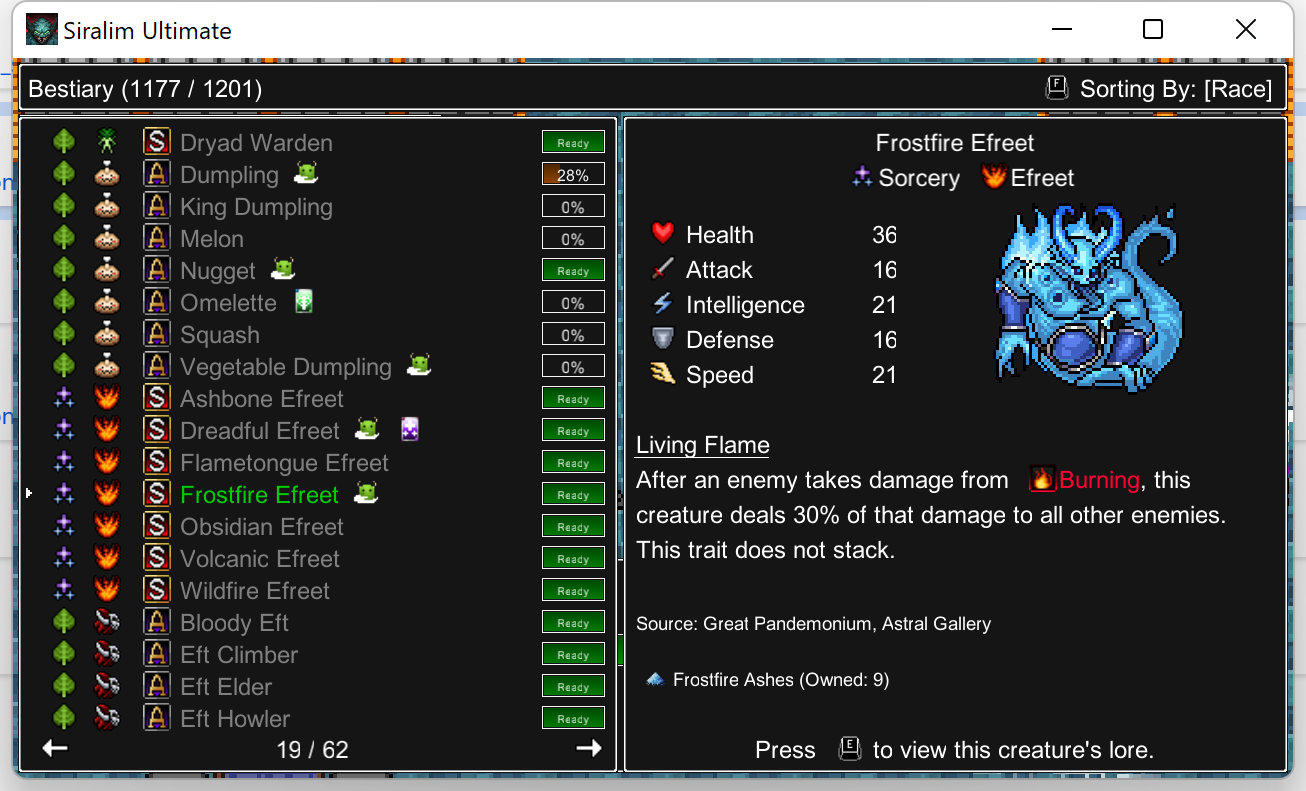 Siralim Ultimate
Bestiary (1177 / 1201)
F Sorting By: [Race]
S Dryad Warden Ready
A Dumpling 28%
A King Dumpling 0%
A Melon 0%
A Nugget Ready
A Omelette 0%
A Squash 0%
A Vegetable Dumpling 0%
S Ashbone Efreet Ready
S Dreadful Efreet Ready
S Flametongue Efreet Ready
S Frostfire Efreet Ready
S Obsidian Efreet Ready
S Volcanic Efreet Ready
S Wildfire Efreet Ready
A Bloody Eft Ready
A Eft Climber Ready
A Eft Elder Ready
A Eft Howler Ready
19 / 62
Frostfire Efreet
Sorcery Efreet
Health 36
Attack 16
Intelligence 21
Defense 16
Speed 21
Living Flame
After an enemy takes damage from Burning, this
creature deals 30% of that damage to all other enemies.
This trait does not stack.
Source: Great Pandemonium, Astral Gallery
Frostfire Ashes (Owned: 9)
Press E to view this creature's lore.